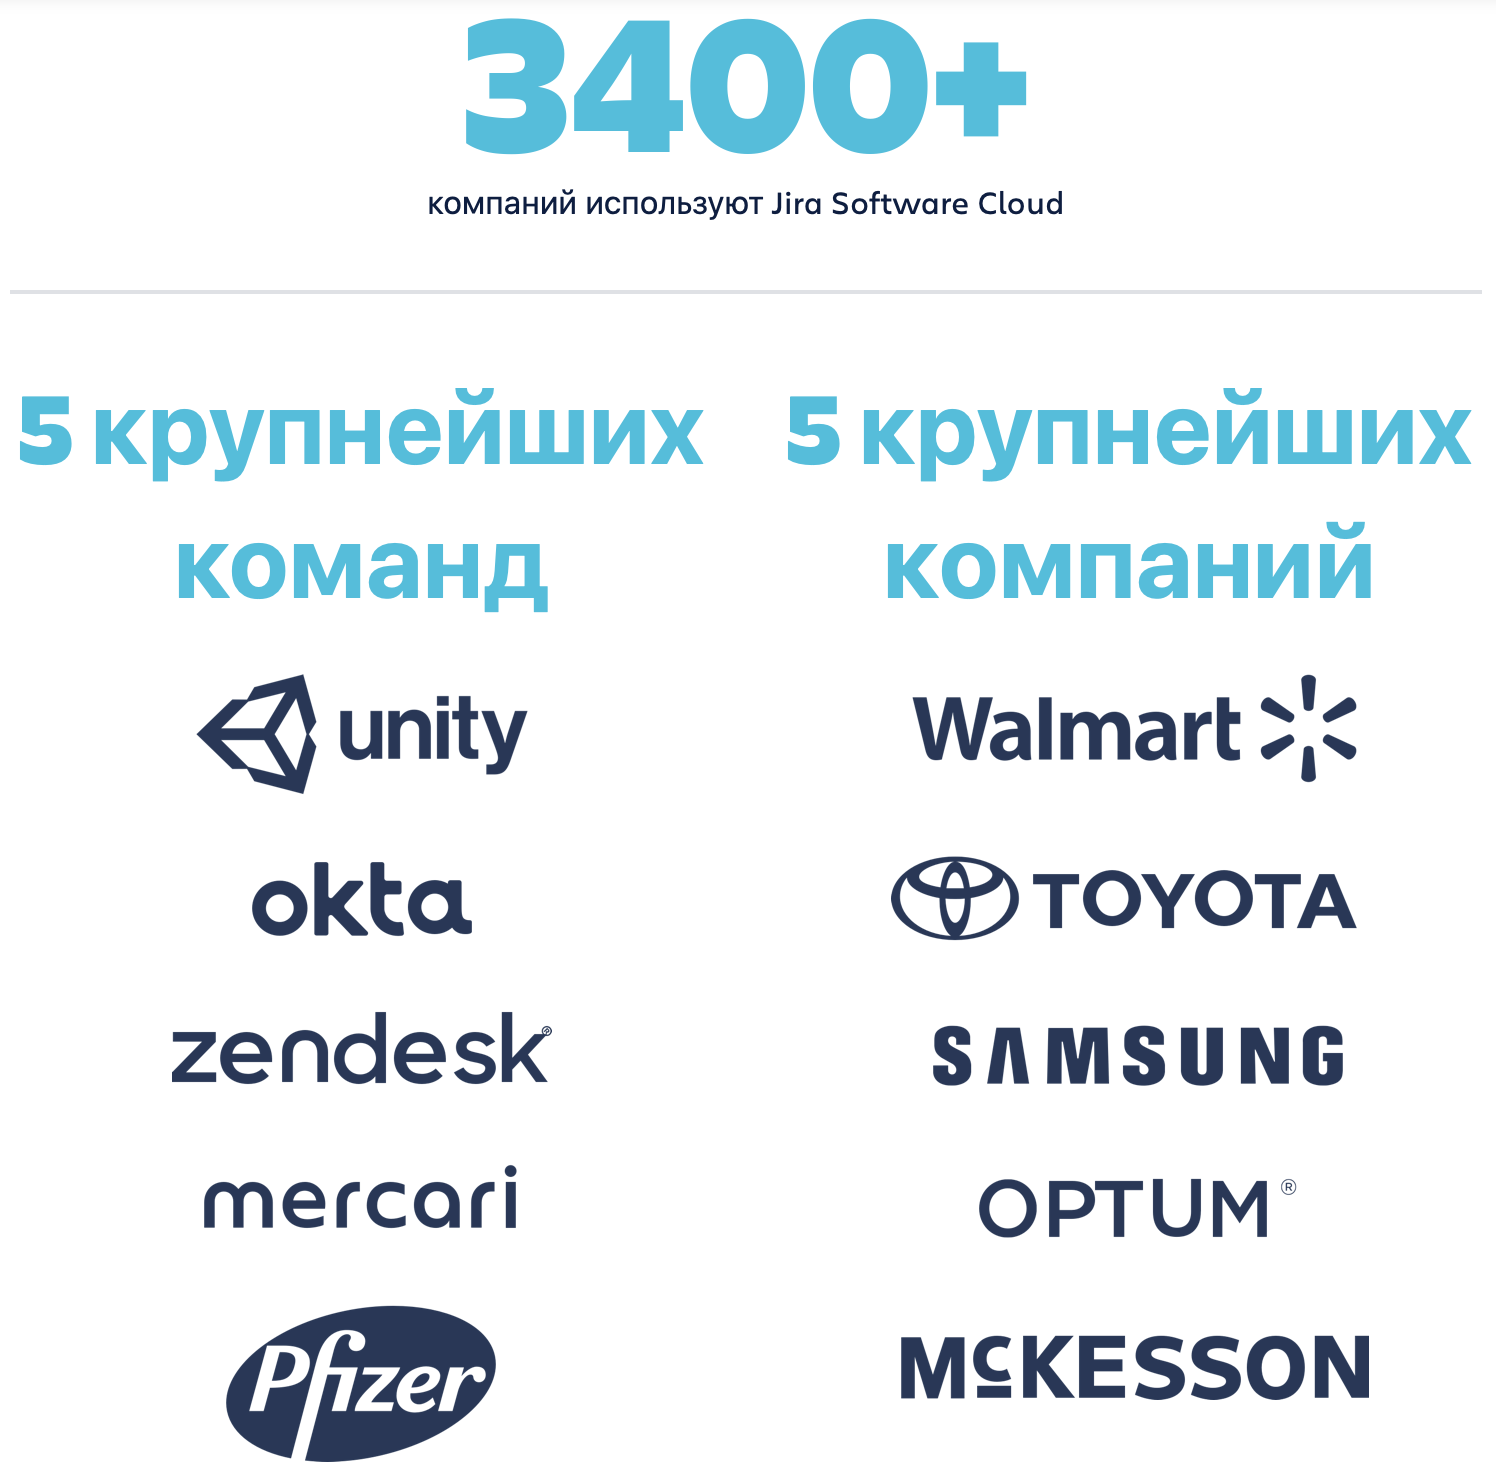 3400+
компаний используют Jira Software Cloud
5 крупнейших
команд
unity
okta
zendesk®
mercari
Pfizer
5 крупнейших
компаний
Walmart
TOYOTA
SAMSUNG
OPTUM®
MCKESSON